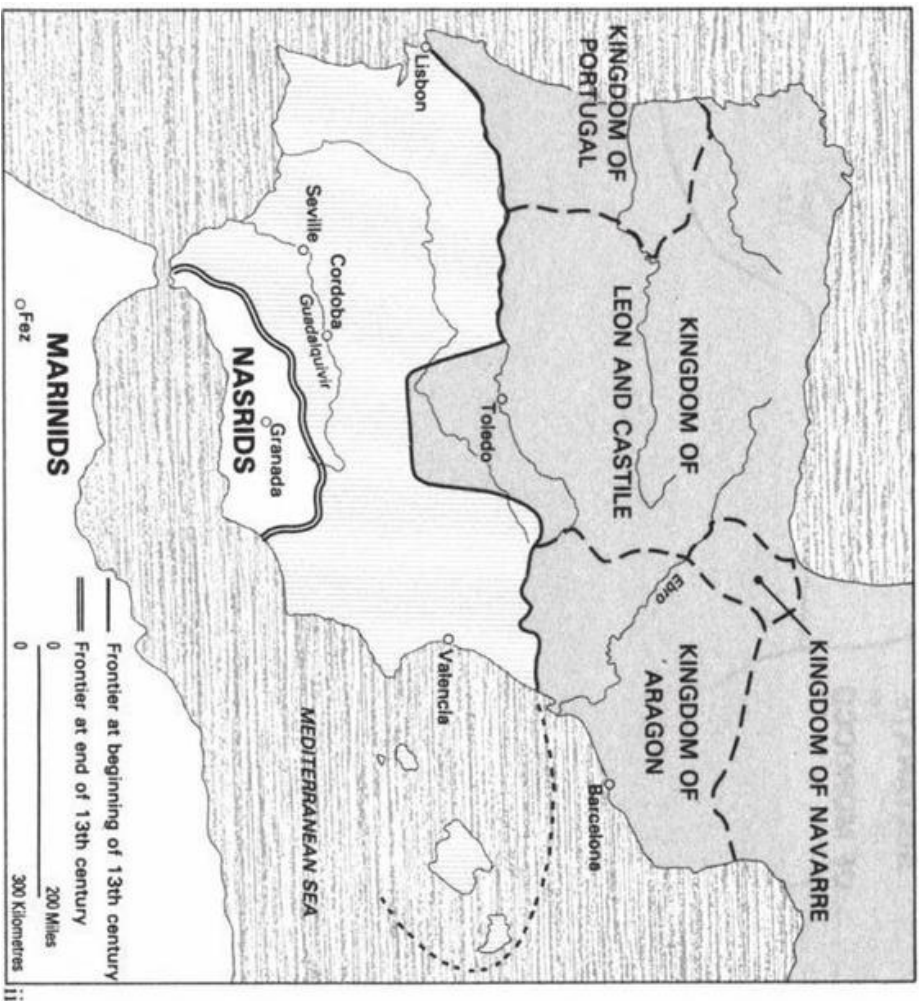 KINGDOM OF NAVARRE
KINGDOM OF
PORTUGAL
KINGDOM OF
LEON AND CASTILE
KINGDOM OF
ARAGON
Ebro
Barcelona
Lisbon
Toledo
Valencia
Seville
Cordoba
Guadalquivir
NASRIDS
Granada
MEDITERRANEAN SEA
MARINIDS
Fez
Frontier at beginning of 13th century
Frontier at end of 13th century
0 200 Miles
0 300 Kilometres